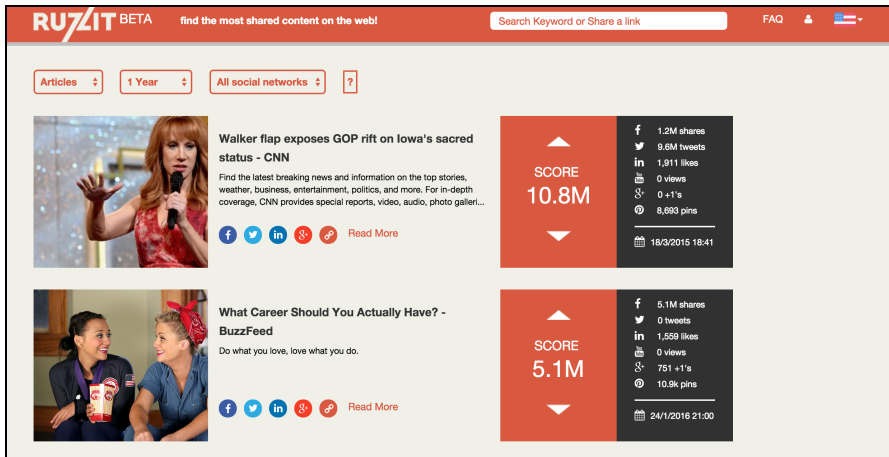 RUZZIT BETA
find the most shared content on the web!
Search Keyword or Share a link
FAQ
Articles
1 Year
All social networks
?
Walker flap exposes GOP rift on Iowa's sacred
status - CNN
Find the latest breaking news and information on the top stories,
weather, business, entertainment, politics, and more. For in-depth
coverage, CNN provides special reports, video, audio, photo galleri...
Read More
SCORE
10.8M
1.2M shares
9.6M tweets
1,911 likes
0 views
0 +1's
8,693 pins
18/3/2015 18:41
What Career Should You Actually Have? -
BuzzFeed
Do what you love, love what you do.
Read More
SCORE
5.1M
5.1M shares
0 tweets
1,559 likes
0 views
751 +1's
10.9k pins
24/1/2016 21:00